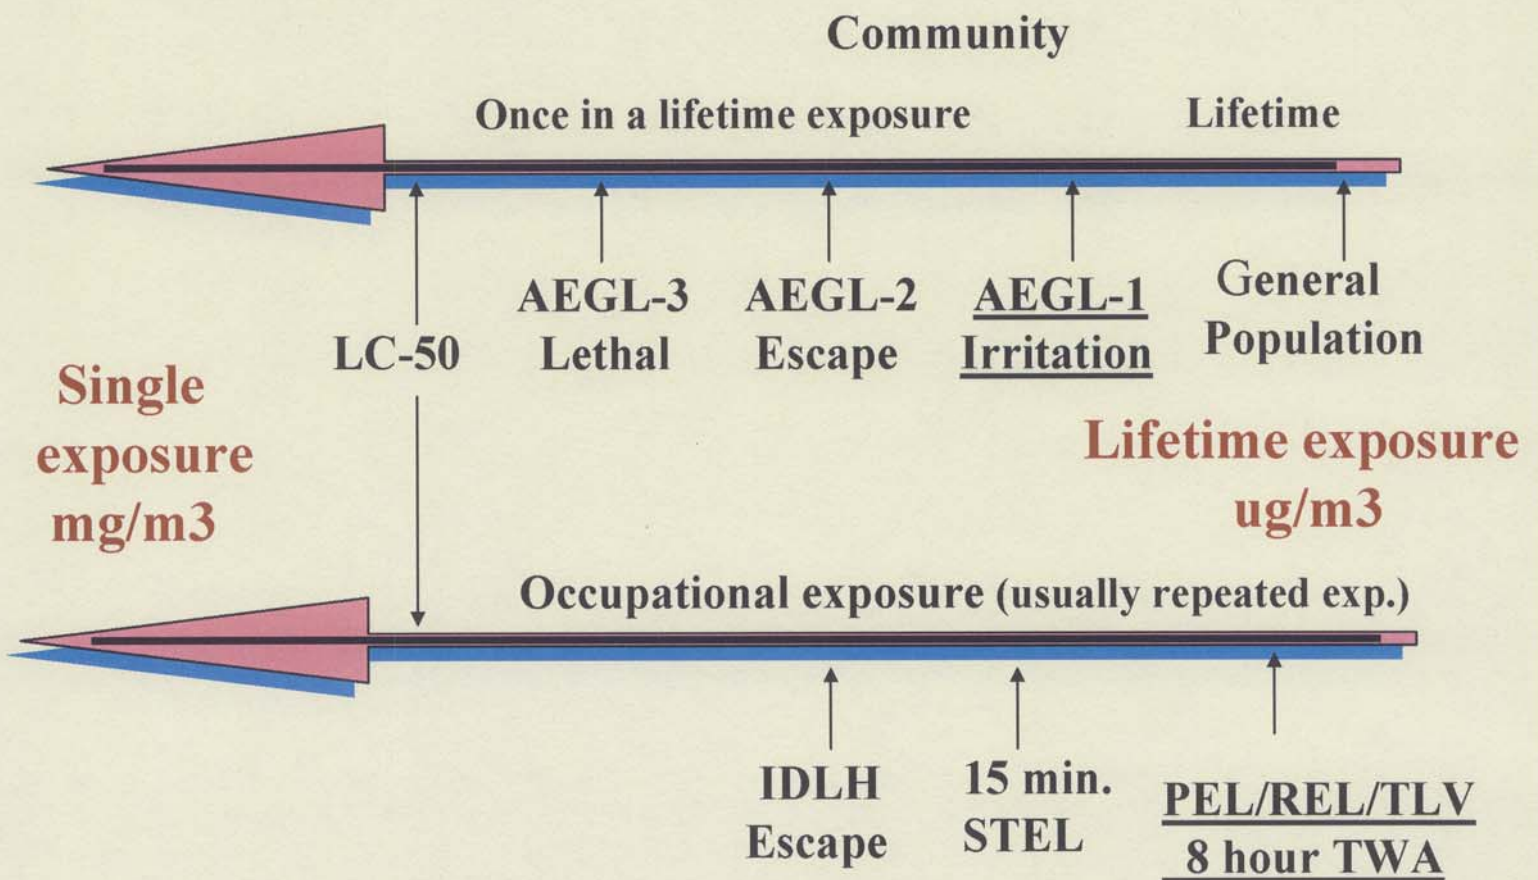 Community
Once in a lifetime exposure
Lifetime
LC-50
AEGL-3
Lethal
AEGL-2
Escape
AEGL-1
Irritation
General
Population
Single
exposure
mg/m3
Lifetime exposure
ug/m3
Occupational exposure (usually repeated exp.)
IDLH
Escape
15 min.
STEL
PEL/REL/TLV
8 hour TWA